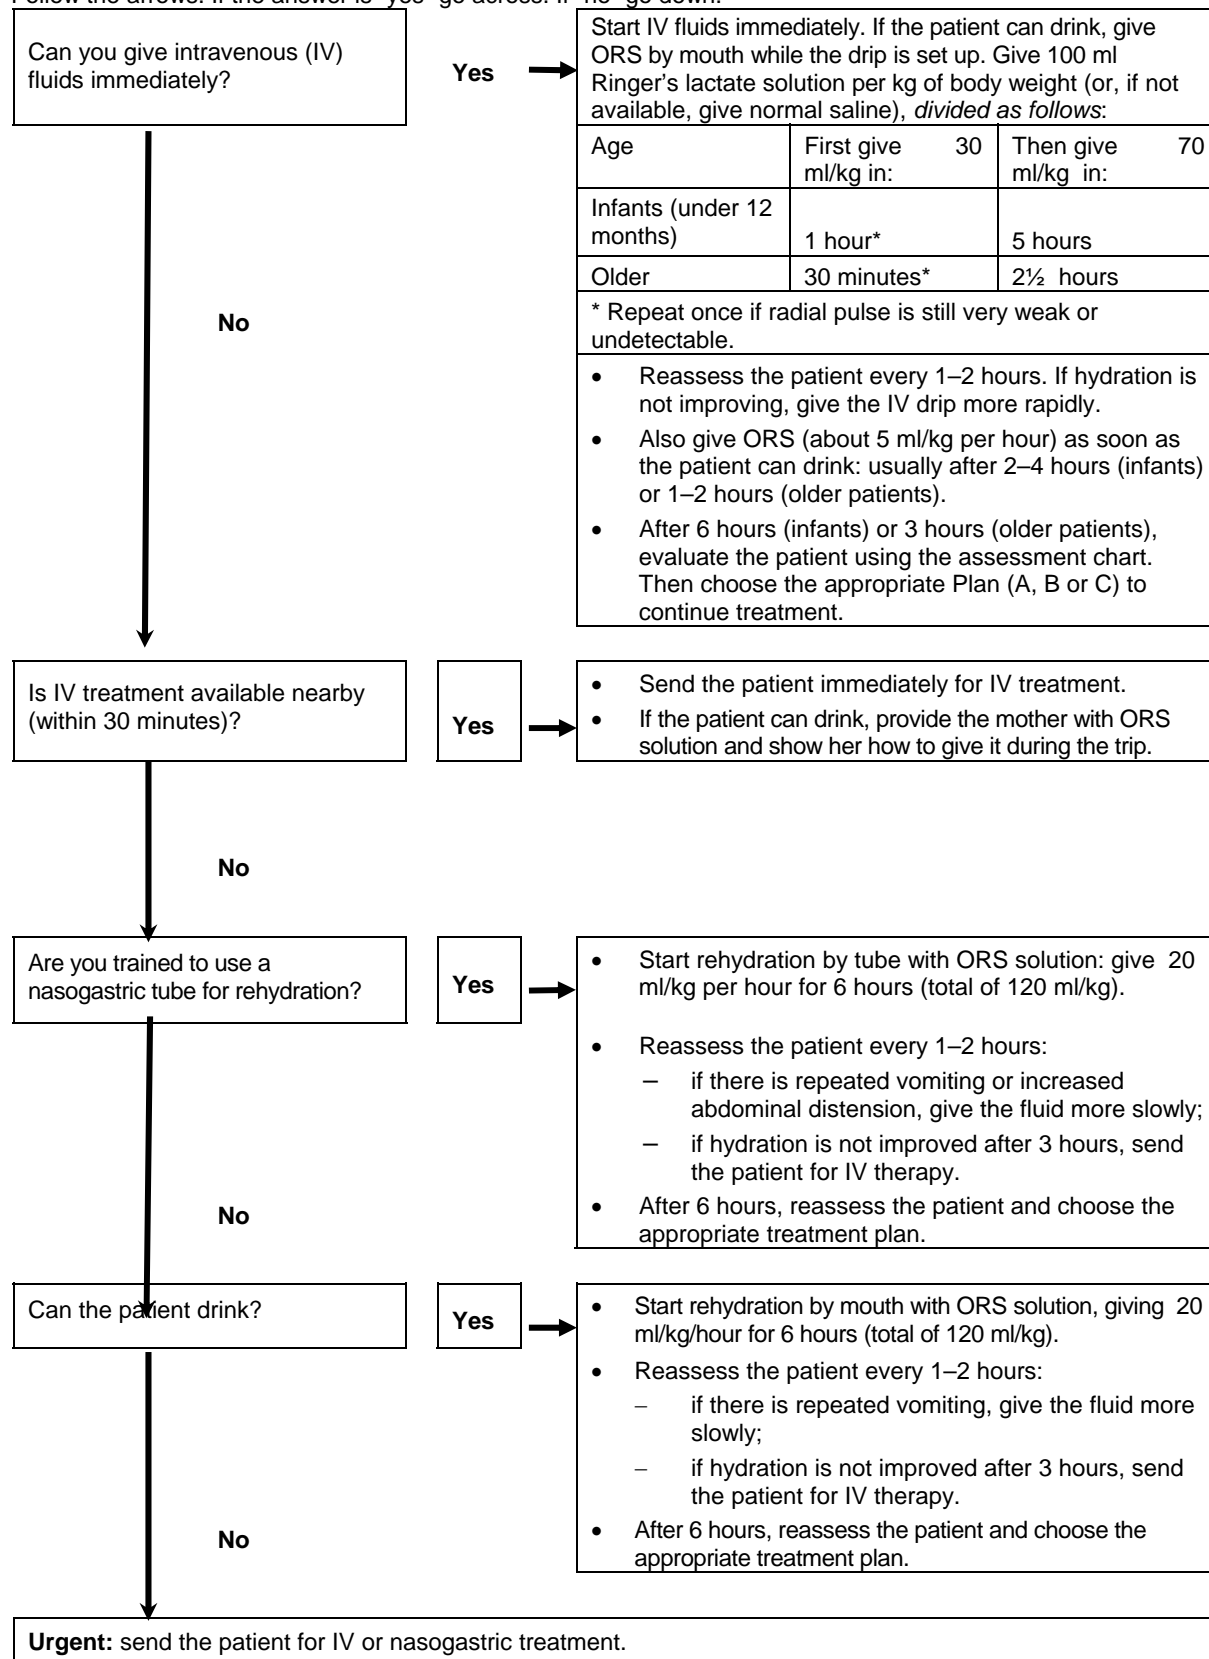 Follow the arrows. If the answer is "yes" go across. If "no" go down.
Can you give intravenous (IV)
fluids immediately?
Yes
Start IV fluids immediately. If the patient can drink, give
ORS by mouth while the drip is set up. Give 100 ml
Ringer's lactate solution per kg of body weight (or, if not
available, give normal saline), divided as follows:
Age
First give 30
ml/kg in:
Then give 70
ml/kg in:
Infants (under 12
months)
1 hour*
5 hours
Older
30 minutes*
2½ hours
* Repeat once if radial pulse is still very weak or
undetectable.
• Reassess the patient every 1–2 hours. If hydration is
not improving, give the IV drip more rapidly.
• Also give ORS (about 5 ml/kg per hour) as soon as
the patient can drink: usually after 2–4 hours (infants)
or 1–2 hours (older patients).
• After 6 hours (infants) or 3 hours (older patients),
evaluate the patient using the assessment chart.
Then choose the appropriate Plan (A, B or C) to
continue treatment.
No
Is IV treatment available nearby
(within 30 minutes)?
Yes
• Send the patient immediately for IV treatment.
• If the patient can drink, provide the mother with ORS
solution and show her how to give it during the trip.
No
Are you trained to use a
nasogastric tube for rehydration?
Yes
• Start rehydration by tube with ORS solution: give 20
ml/kg per hour for 6 hours (total of 120 ml/kg).
• Reassess the patient every 1–2 hours:
– if there is repeated vomiting or increased
abdominal distension, give the fluid more slowly;
– if hydration is not improved after 3 hours, send
the patient for IV therapy.
• After 6 hours, reassess the patient and choose the
appropriate treatment plan.
No
Can the patient drink?
Yes
• Start rehydration by mouth with ORS solution, giving 20
ml/kg/hour for 6 hours (total of 120 ml/kg).
• Reassess the patient every 1–2 hours:
– if there is repeated vomiting, give the fluid more
slowly;
– if hydration is not improved after 3 hours, send
the patient for IV therapy.
• After 6 hours, reassess the patient and choose the
appropriate treatment plan.
No
Urgent: send the patient for IV or nasogastric treatment.